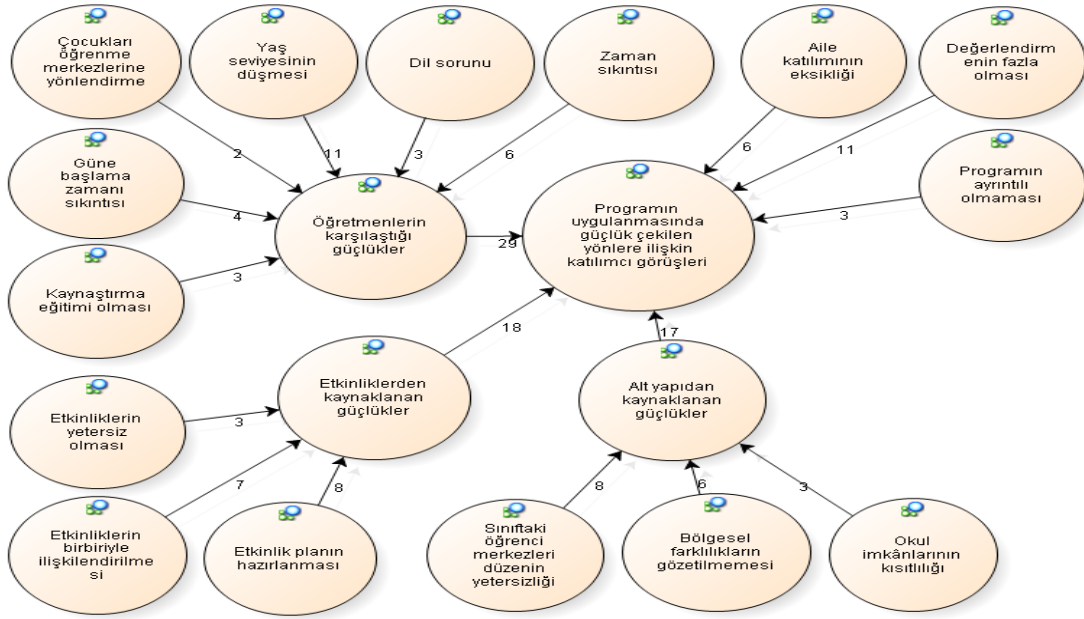 Çocukları
öğrenme
merkezlerine
yönlendirme
Yaş
seviyesinin
düşmesi
Dil sorunu
Zaman
sıkıntısı
Aile
katılımının
eksikliği
Değerlendirm
enin fazla
olması
2
11
3
6
6
11
Güne
başlama
zamanı
sıkıntısı
4
Öğretmenlerin
karşılaştığı
güçlükler
29
Programın
uygulanmasında
güçlük çekilen
yönlere ilişkin
katılımcı görüşleri
3
Programın
ayrıntılı
olmaması
Kaynaştırma
eğitimi olması
3
18
17
Etkinliklerden
kaynaklanan
güçlükler
Alt yapıdan
kaynaklanan
güçlükler
Etkinliklerin
yetersiz
olması
3
7
8
8
6
3
Etkinliklerin
birbiriyle
ilişkilendirilme
si
Etkinlik planın
hazırlanması
Sınıftaki
öğrenci
merkezleri
düzenin
yetersizliği
Bölgesel
farklılıkların
gözetilmemesi
Okul
imkânlarının
kısıtlılığı